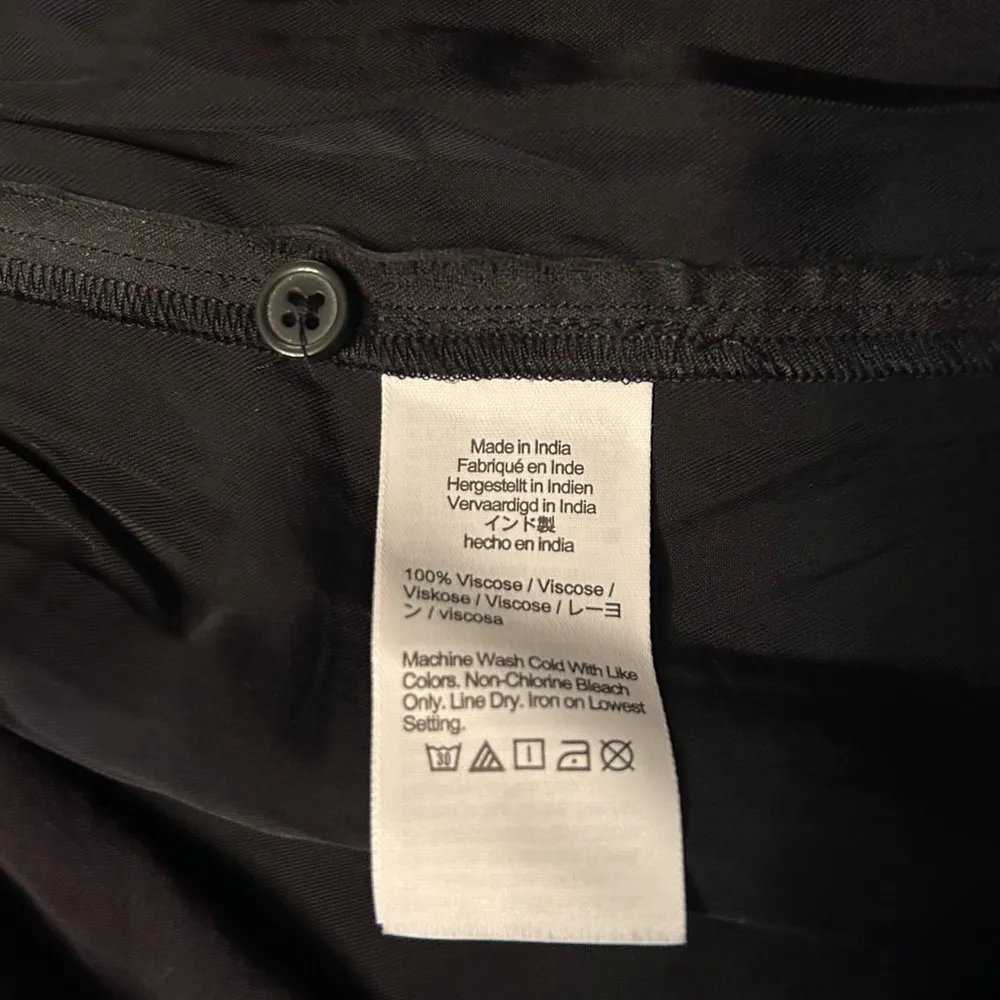 Made in India
Fabriqué en Inde
Hergestellt in Indien
Vervaardigd in India
インド製
hecho en india
100% Viscose / Viscose /
Viskose / Viscose / レーヨ
ン / viscosa
Machine Wash Cold With Like
Colors. Non-Chlorine Bleach
Only. Line Dry. Iron on Lowest
Setting.
30